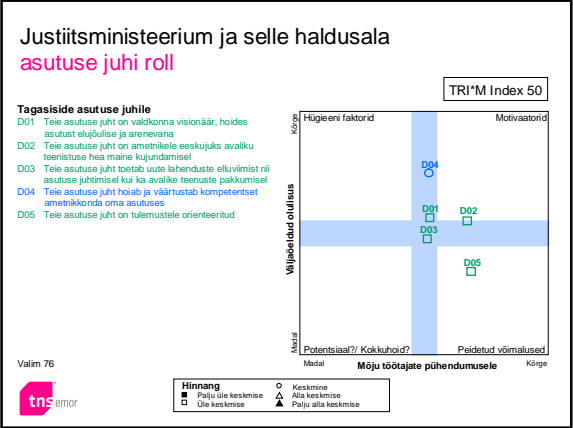 Justiitsministeerium ja selle haldusala
asutuse juhi roll
TRI*M Index 50
Tagasiside asutuse juhile
D01 Teie asutuse juht on valdkonna visionäär, hoides
asutust elujõulise ja arenevana
D02 Teie asutuse juht on ametnikele eeskujuks avaliku
teenistuse hea maine kujundamisel
D03 Teie asutuse juht toetab uute lahenduste elluviimist nii
asutuse juhtimisel kui ka avalike teenuste pakkumisel
D04 Teie asutuse juht hoiab ja väärtustab kompetentset
ametnikkonda oma asutuses
D05 Teie asutuse juht on tulemustele orienteeritud
Kõrge
Hügieeni faktorid
Motivaatorid
D04
D01
D02
D03
D05
Väljaöeldud olulisus
Madal
Potentsiaal?/ Kokkuhoid?
Peidetud võimalused
Madal
Mõju töötajate pühendumusele
Kõrge
Valim 76
Hinnang
Palju üle keskmise
Üle keskmise
Keskmine
Alla keskmise
Palju alla keskmise
tns emor